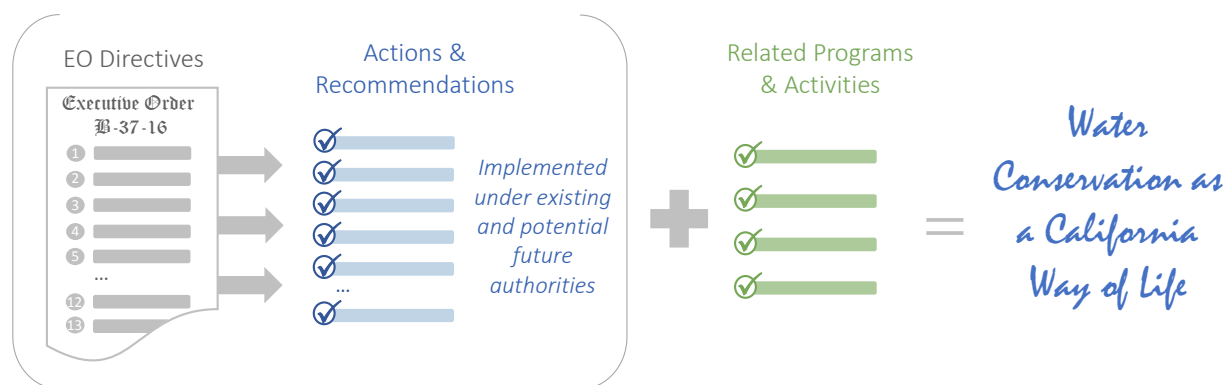 EO Directives
Executive Order
B-37-16
1
2
3
4
5
...
12
13
Actions &
Recommendations
...
Implemented
under existing
and potential
future
authorities
+
Related Programs
& Activities
=
Water
Conservation as
a California
Way of Life